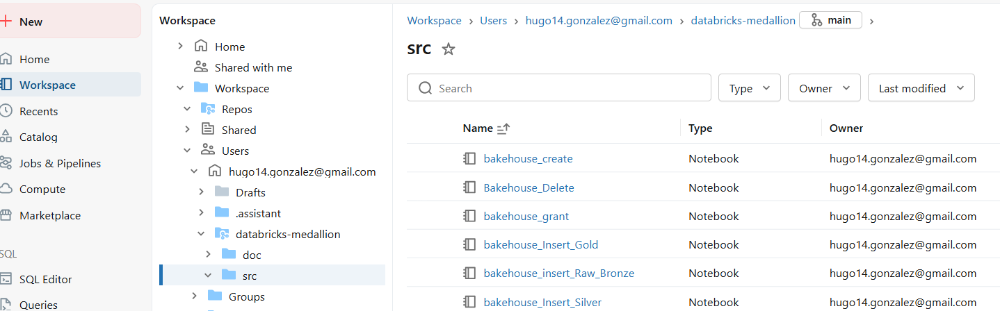 New
Home
Workspace
Recents
Catalog
Jobs & Pipelines
Compute
Marketplace
SQL
SQL Editor
Queries
Workspace
Home
Shared with me
Workspace
Repos
Shared
Users
hugo14.gonzalez@gmail.com
Drafts
.assistant
databricks-medallion
doc
src
Groups
Workspace > Users > hugo14.gonzalez@gmail.com > databricks-medallion main >
src
Search Type Owner Last modified
Name Type Owner
bakehouse_create Notebook hugo14.gonzalez@gmail.com
Bakehouse_Delete Notebook hugo14.gonzalez@gmail.com
bakehouse_grant Notebook hugo14.gonzalez@gmail.com
bakehouse_Insert_Gold Notebook hugo14.gonzalez@gmail.com
bakehouse_insert_Raw_Bronze Notebook hugo14.gonzalez@gmail.com
bakehouse_Insert_Silver Notebook hugo14.gonzalez@gmail.com